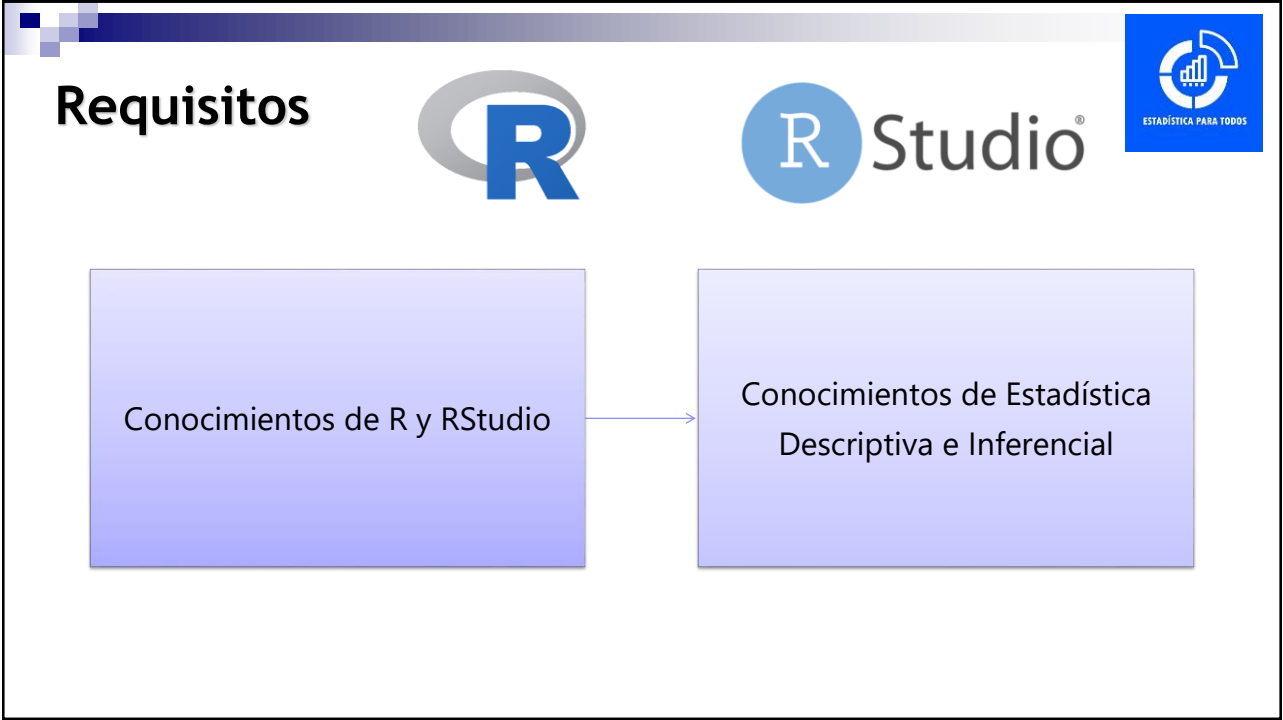 Requisitos
R
R Studio®
ESTADÍSTICA PARA TODOS
Conocimientos de R y RStudio
Conocimientos de Estadística
Descriptiva e Inferencial